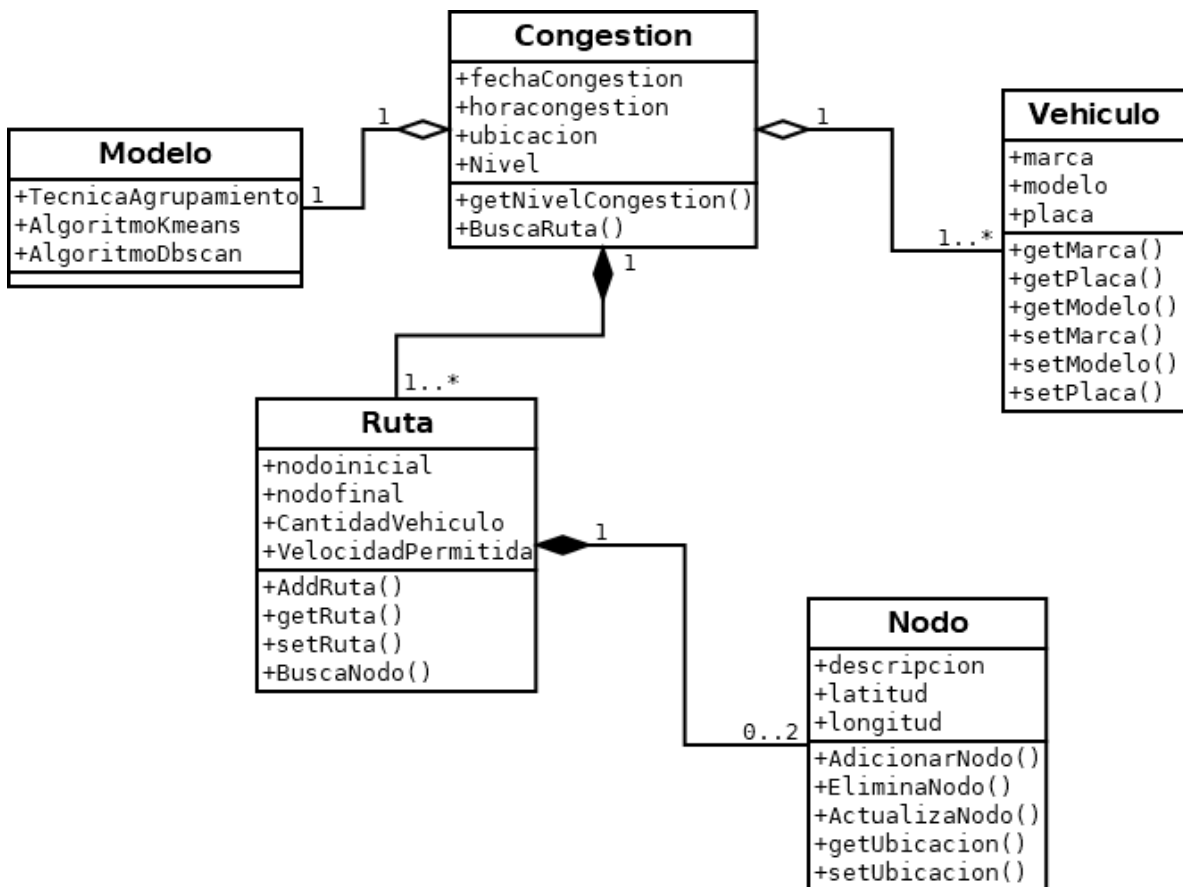 Congestion
+fechaCongestion
+horacongestion
+ubicacion
+Nivel
+getNivelCongestion()
+BuscaRuta()
1
1
Modelo
+TecnicaAgrupamiento
+AlgoritmoKmeans
+AlgoritmoDbscan
1
1..*
Vehiculo
+marca
+modelo
+placa
+getMarca()
+getPlaca()
+getModelo()
+setMarca()
+setModelo()
+setPlaca()
1
1..*
Ruta
+nodoinicial
+nodofinal
+CantidadVehiculo
+VelocidadPermitida
+AddRuta()
+getRuta()
+setRuta()
+BuscaNodo()
1
0..2
Nodo
+descripcion
+latitud
+longitud
+AdicionarNodo()
+EliminaNodo()
+ActualizaNodo()
+getUbicacion()
+setUbicacion()